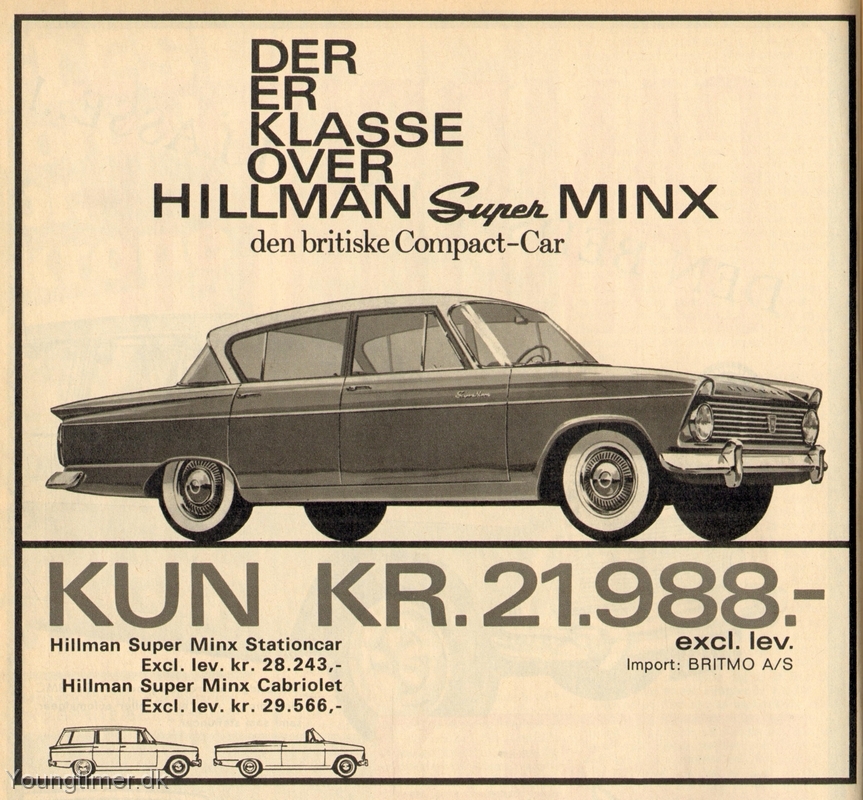 DER
ER
KLASSE
OVER
HILLMAN Super MINX
den britiske Compact-Car
KUN KR. 21.988.-
excl. lev.
Import: BRITMO A/S
Hillman Super Minx Stationcar
Excl. lev. kr. 28.243,-
Hillman Super Minx Cabriolet
Excl. lev. kr. 29.566,-
Youngtimer.dk